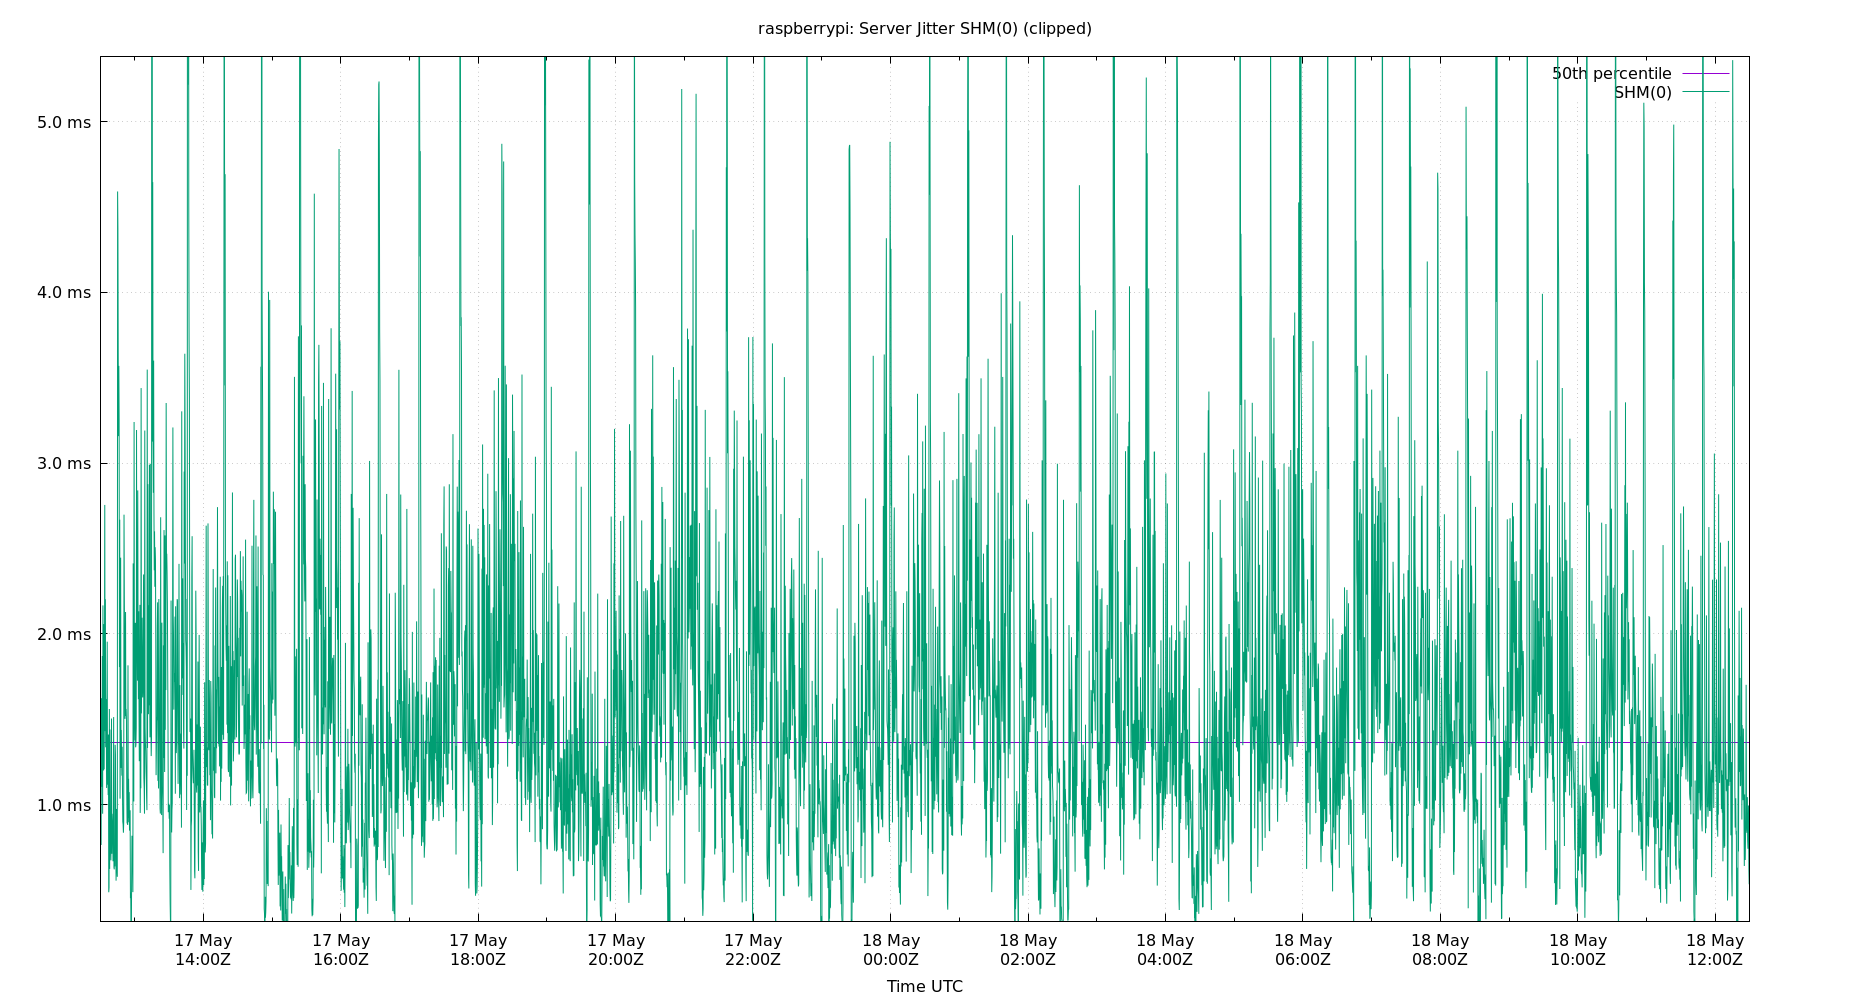 raspberrypi: Server Jitter SHM(0) (clipped)
50th percentile
SHM(0)
5.0 ms
4.0 ms
3.0 ms
2.0 ms
1.0 ms
17 May 17 May 17 May 17 May 17 May 18 May 18 May 18 May 18 May 18 May 18 May 18 May
14:00Z 16:00Z 18:00Z 20:00Z 22:00Z 00:00Z 02:00Z 04:00Z 06:00Z 08:00Z 10:00Z 12:00Z
Time UTC